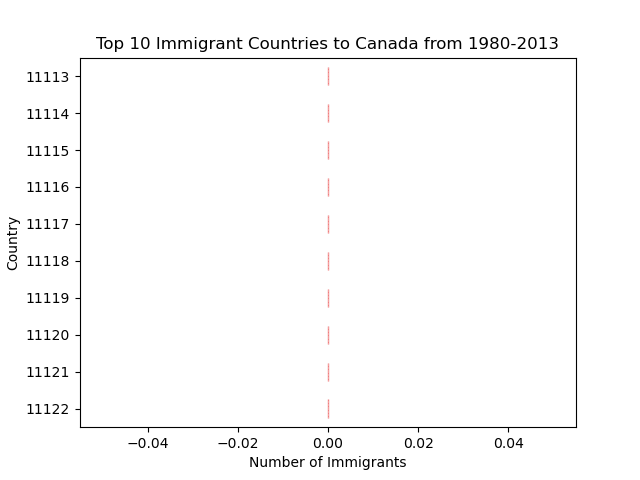 Top 10 Immigrant Countries to Canada from 1980-2013
11113
11114
11115
11116
11117
11118
11119
11120
11121
11122
Country
−0.04 −0.02 0.00 0.02 0.04
Number of Immigrants